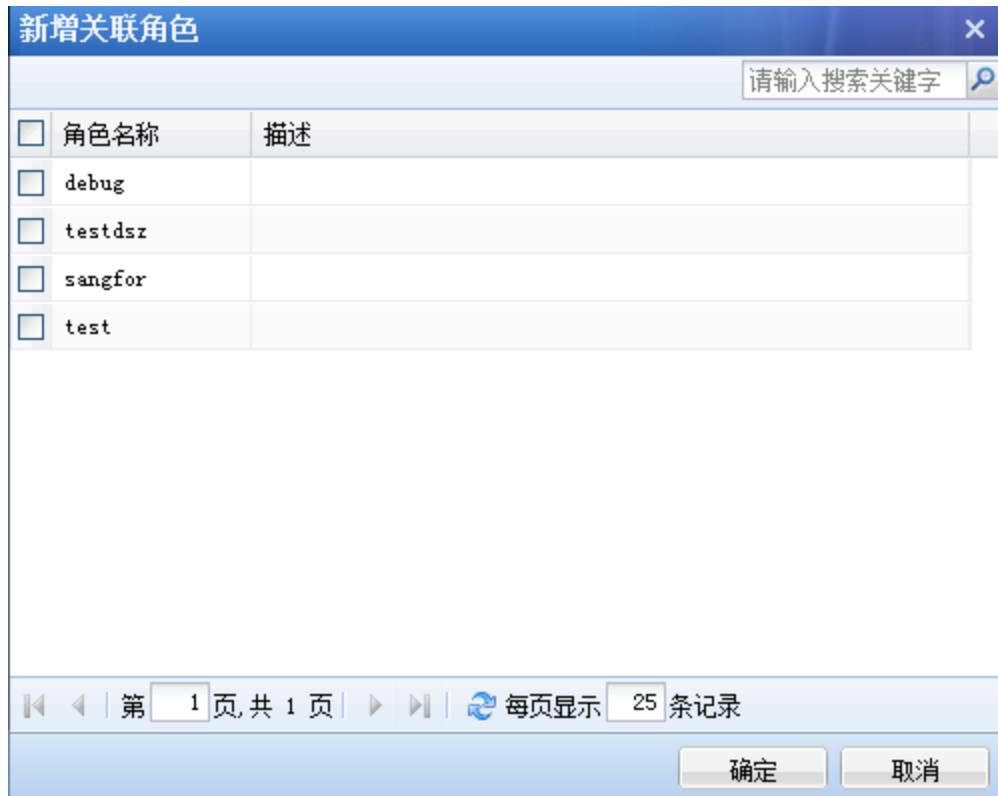 新增关联角色
请输入搜索关键字
角色名称 描述
debug
testdsz
sangfor
test
第 1 页,共 1 页 每页显示 25 条记录
确定 取消